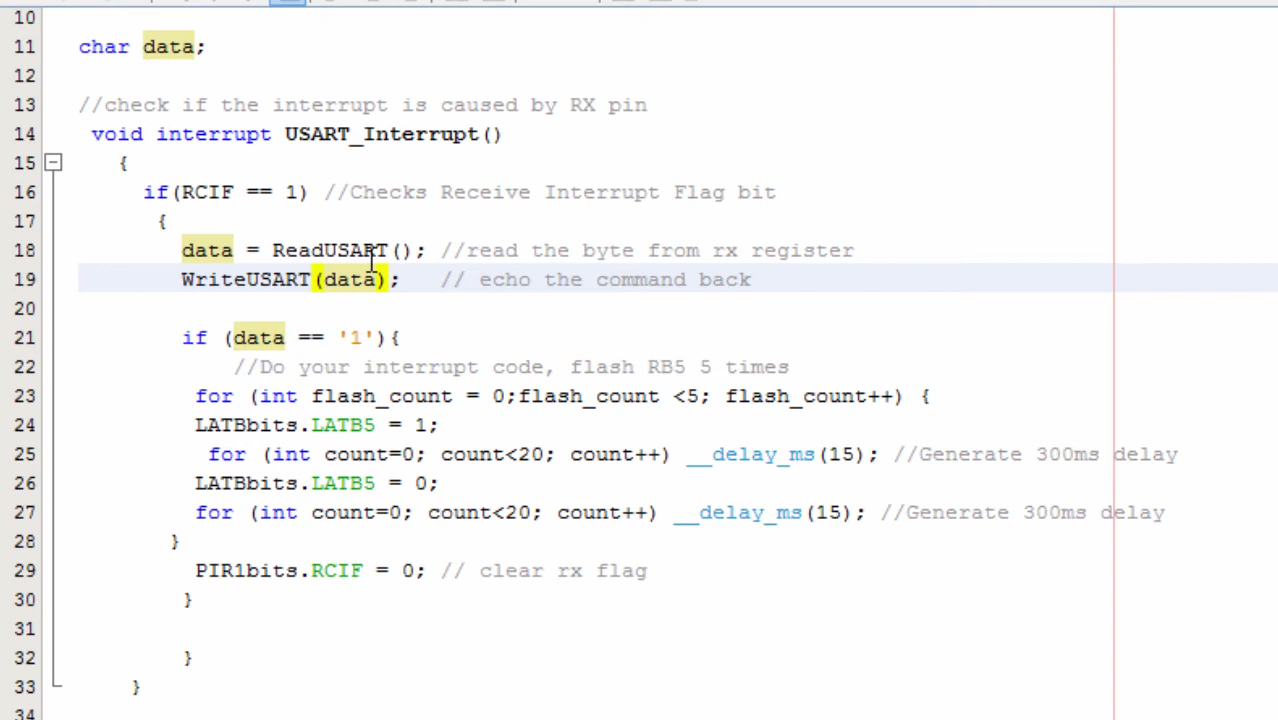 10
11 char data;
12
13 //check if the interrupt is caused by RX pin
14 void interrupt USART_Interrupt()
15 {
16 if(RCIF == 1) //Checks Receive Interrupt Flag bit
17 {
18 data = ReadUSART(); //read the byte from rx register
19 WriteUSART(data); // echo the command back
20
21 if (data == '1'){
22 //Do your interrupt code, flash RB5 5 times
23 for (int flash_count = 0;flash_count <5; flash_count++) {
24 LATBbits.LATB5 = 1;
25 for (int count=0; count<20; count++) __delay_ms(15); //Generate 300ms delay
26 LATBbits.LATB5 = 0;
27 for (int count=0; count<20; count++) __delay_ms(15); //Generate 300ms delay
28 }
29 PIR1bits.RCIF = 0; // clear rx flag
30 }
31
32 }
33 }
34